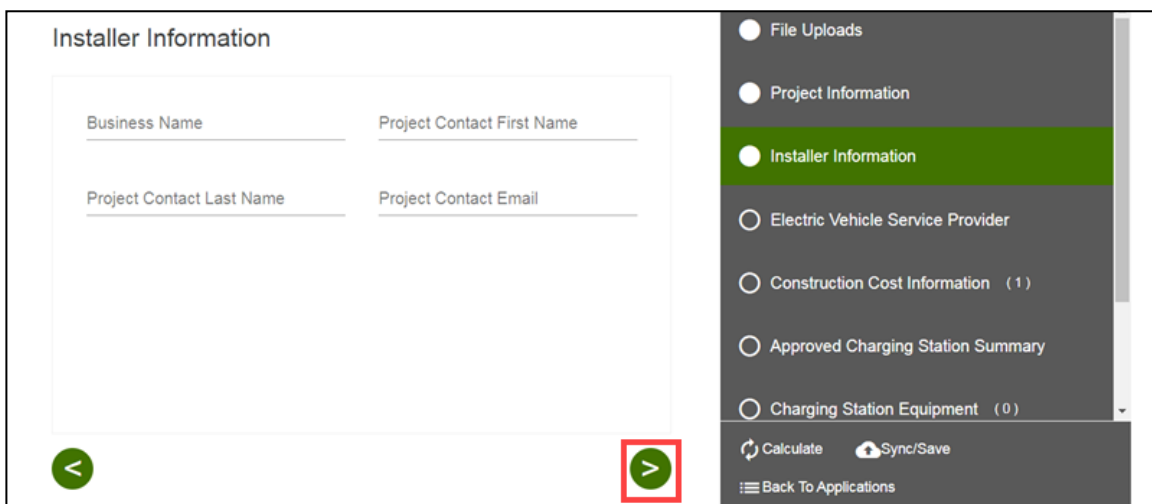 Installer Information
Business Name
Project Contact First Name
Project Contact Last Name
Project Contact Email
<
>
File Uploads
Project Information
Installer Information
Electric Vehicle Service Provider
Construction Cost Information (1)
Approved Charging Station Summary
Charging Station Equipment (0)
Calculate
Sync/Save
Back To Applications